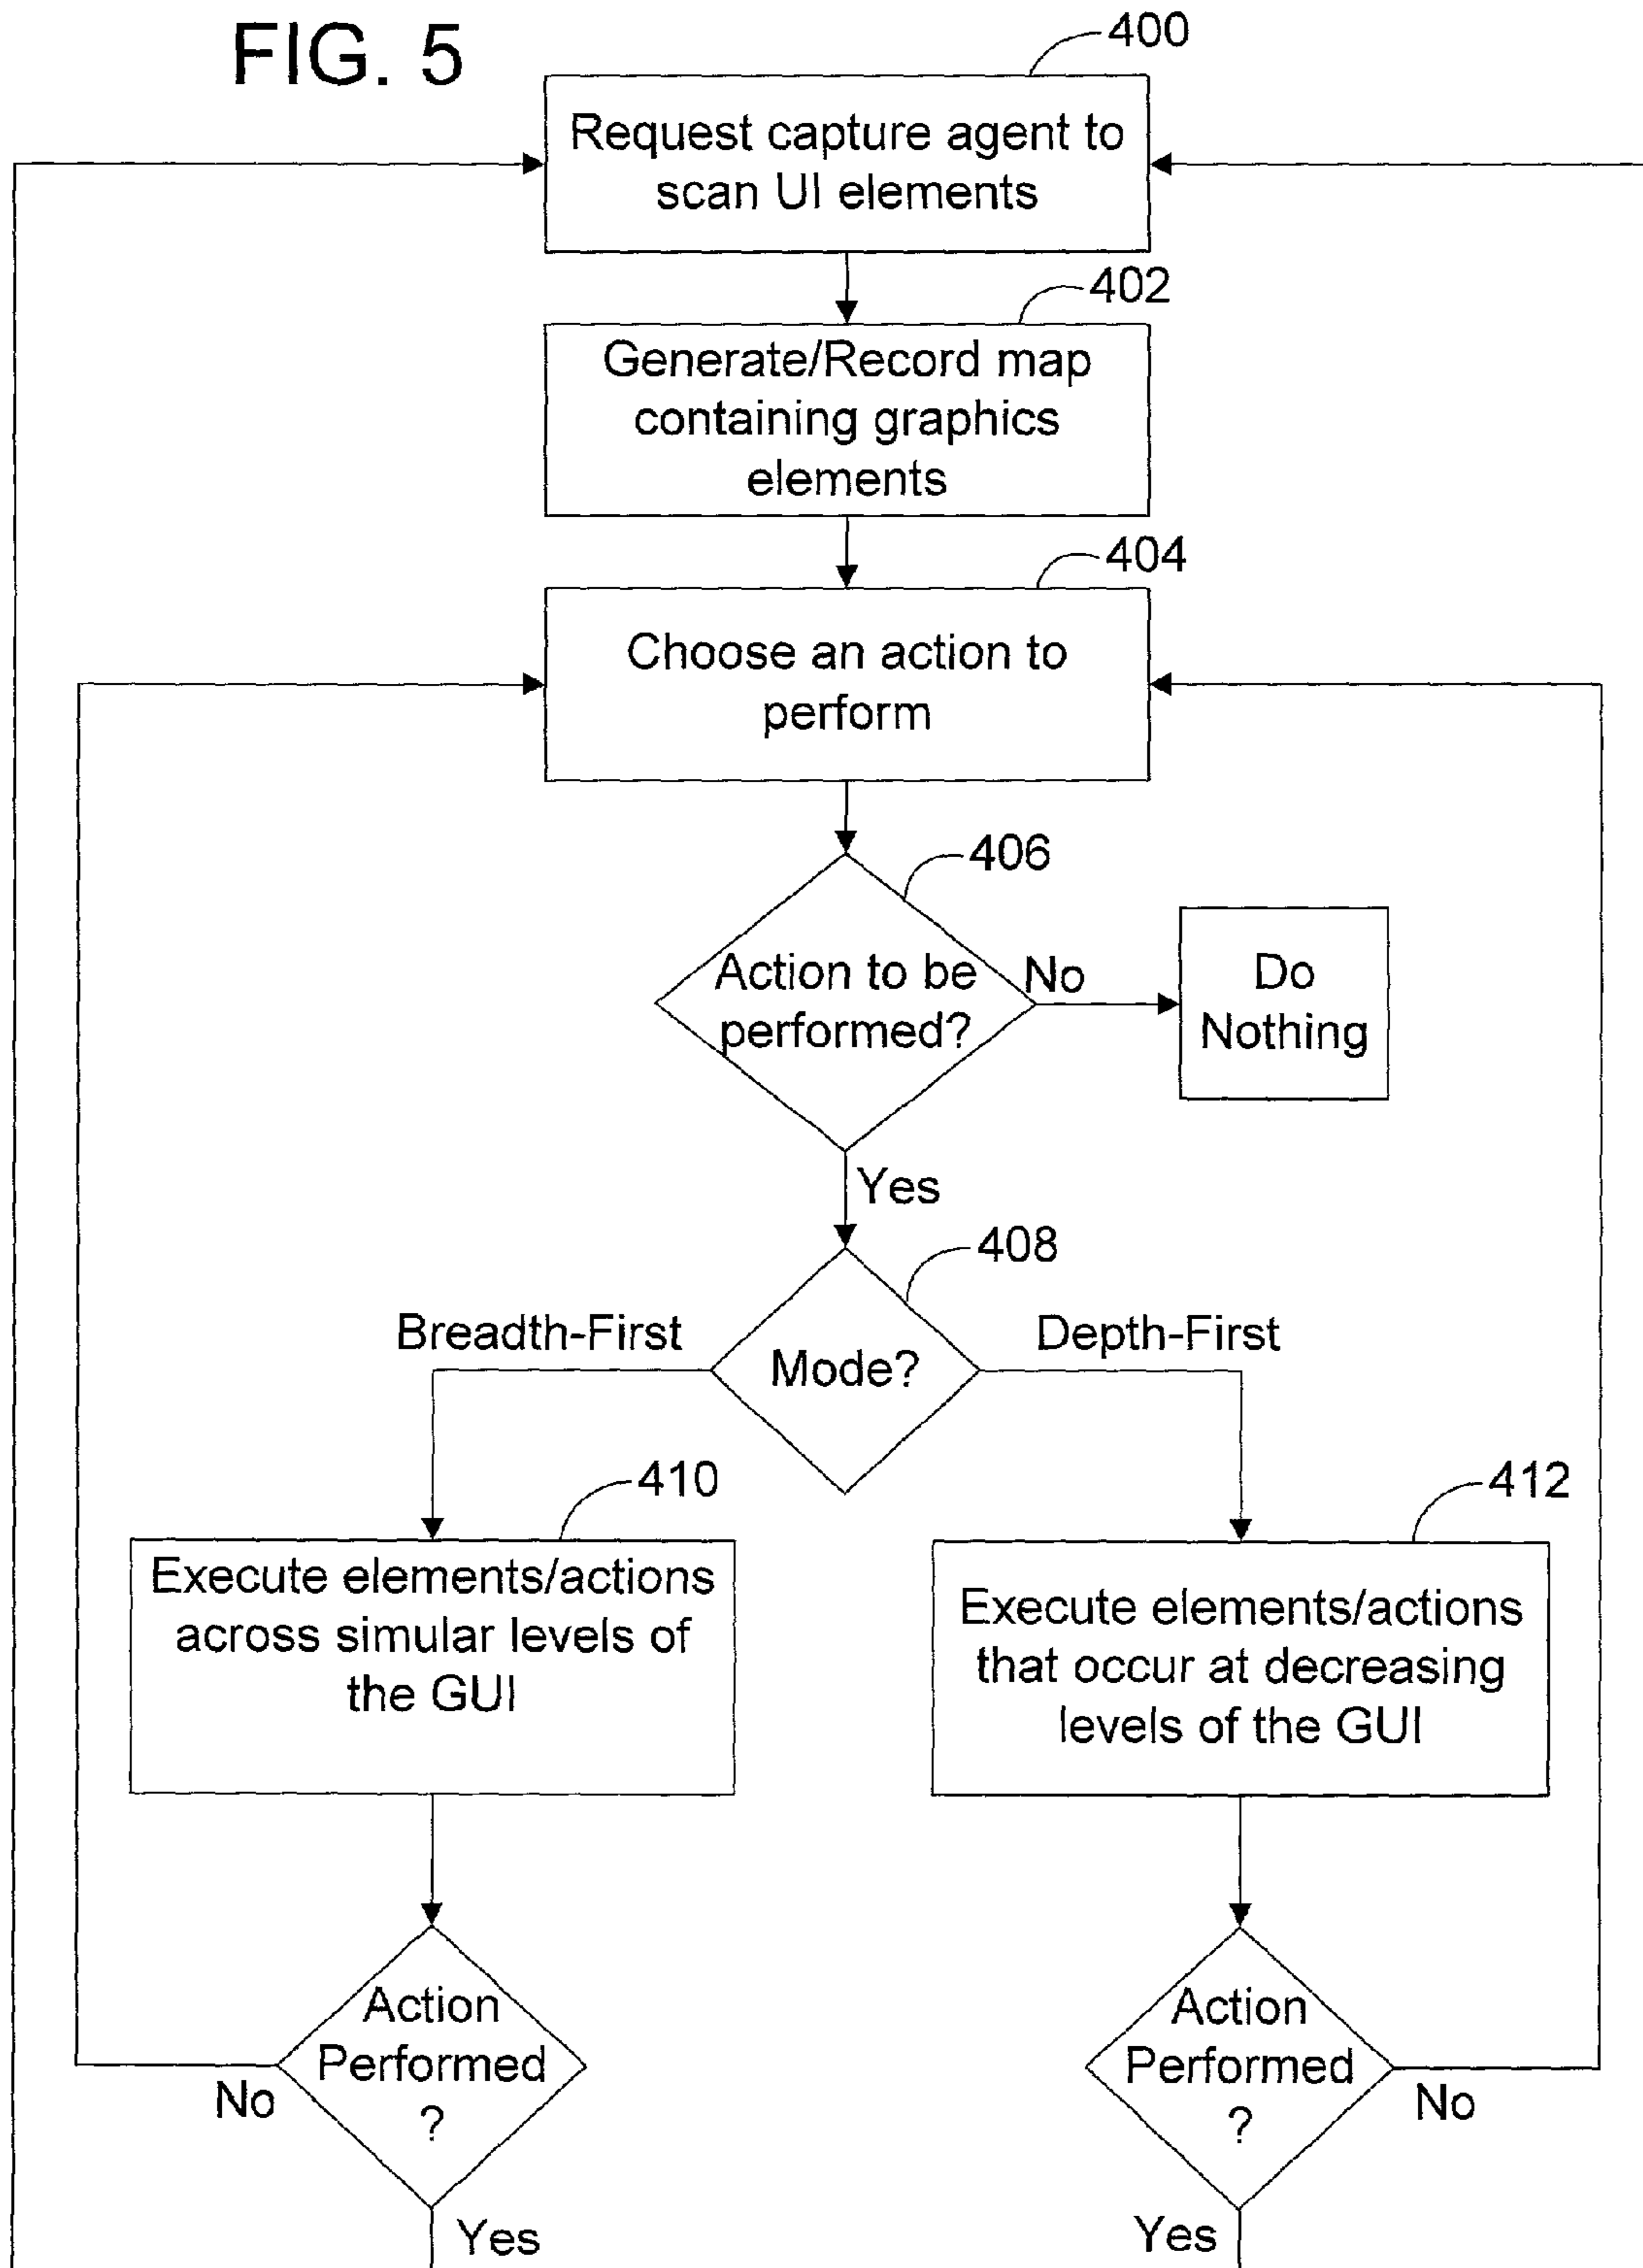 FIG. 5
400
Request capture agent to
scan UI elements
402
Generate/Record map
containing graphics
elements
404
Choose an action to
perform
406
Action to be
performed?
No
Do
Nothing
Yes
408
Breadth-First
Mode?
Depth-First
410
Execute elements/actions
across simular levels of
the GUI
412
Execute elements/actions
that occur at decreasing
levels of the GUI
Action
Performed
?
No
Yes
Action
Performed
?
No
Yes